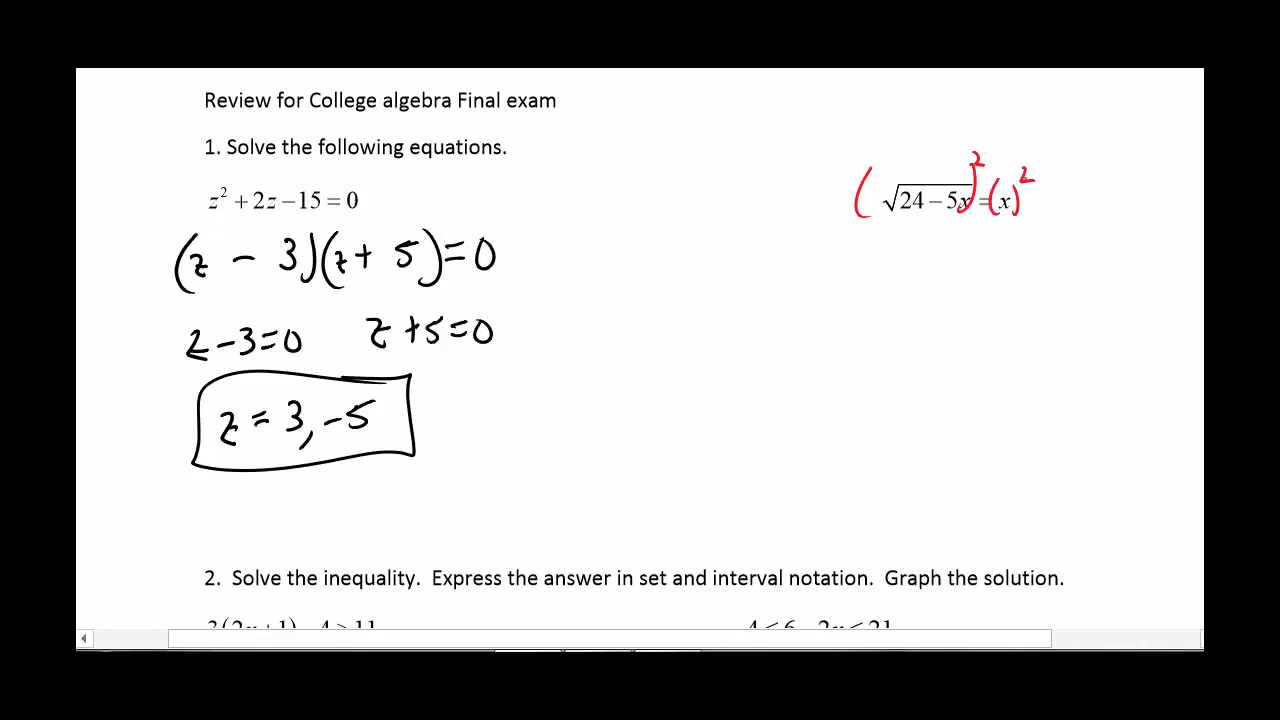 Review for College algebra Final exam
1. Solve the following equations.
z² + 2z − 15 = 0
(√24 − 5x)² = (x)²
(z − 3)(z + 5) = 0
z − 3 = 0 z + 5 = 0
z = 3, −5
2. Solve the inequality. Express the answer in set and interval notation. Graph the solution.